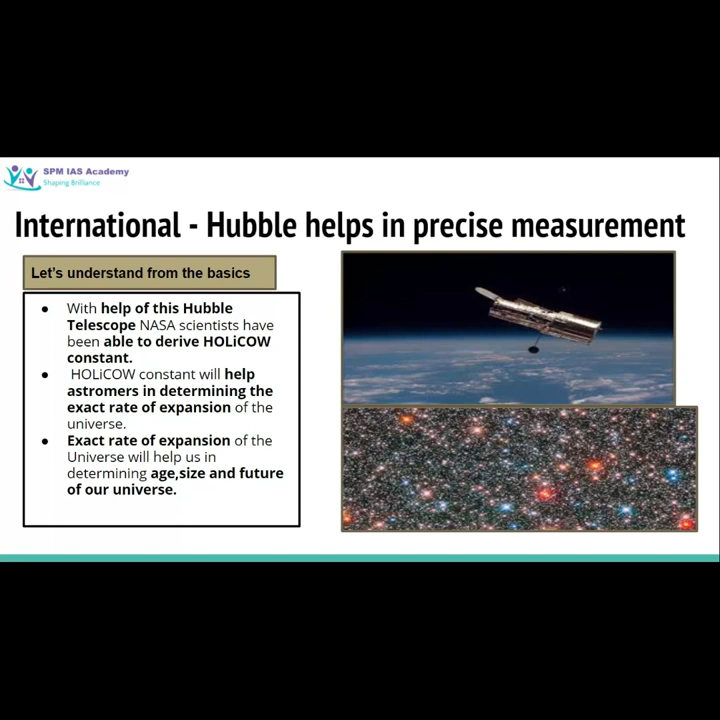 SPM IAS Academy
Shaping Brilliance
International - Hubble helps in precise measurement
Let's understand from the basics
● With help of this Hubble
Telescope NASA scientists have
been able to derive HOLiCOW
constant.
● HOLiCOW constant will help
astromers in determining the
exact rate of expansion of the
universe.
● Exact rate of expansion of the
Universe will help us in
determining age,size and future
of our universe.